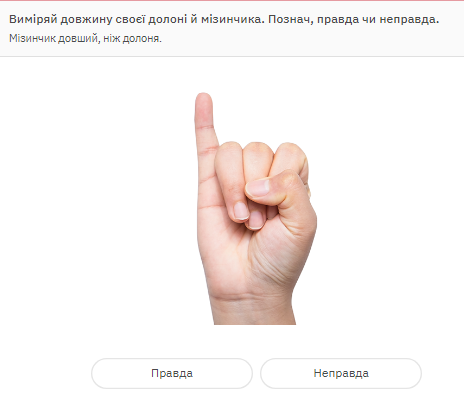 Виміряй довжину своєї долоні й мізинчика. Познач, правда чи неправда.
Мізинчик довший, ніж долоня.
Правда
Неправда